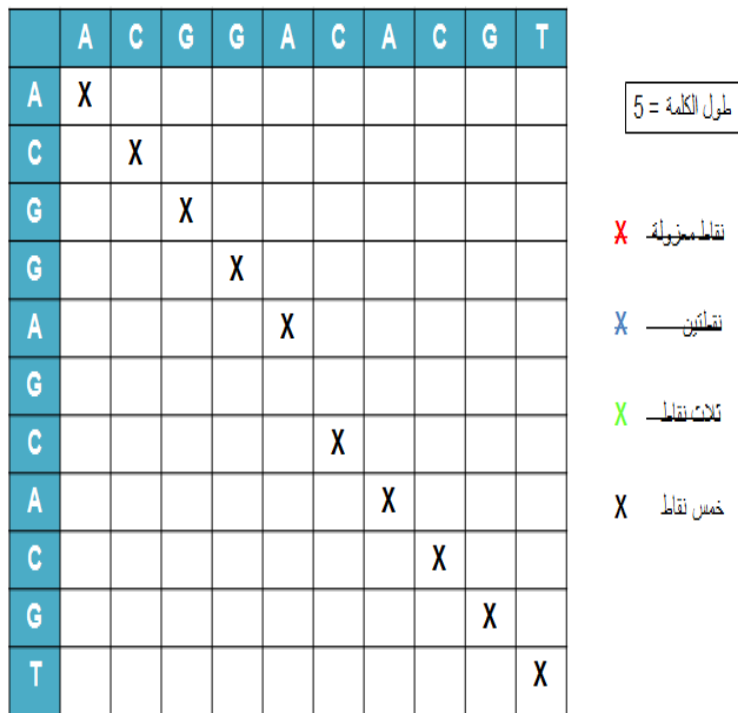 A C G G A C A C G T
A X
C X
G X
G X
A X
G
C X
A X
C X
G X
T X
طول الكلمة = 5
نقاط معزولة X
نقطتين X
ثلاث نقاط X
خمس نقاط X